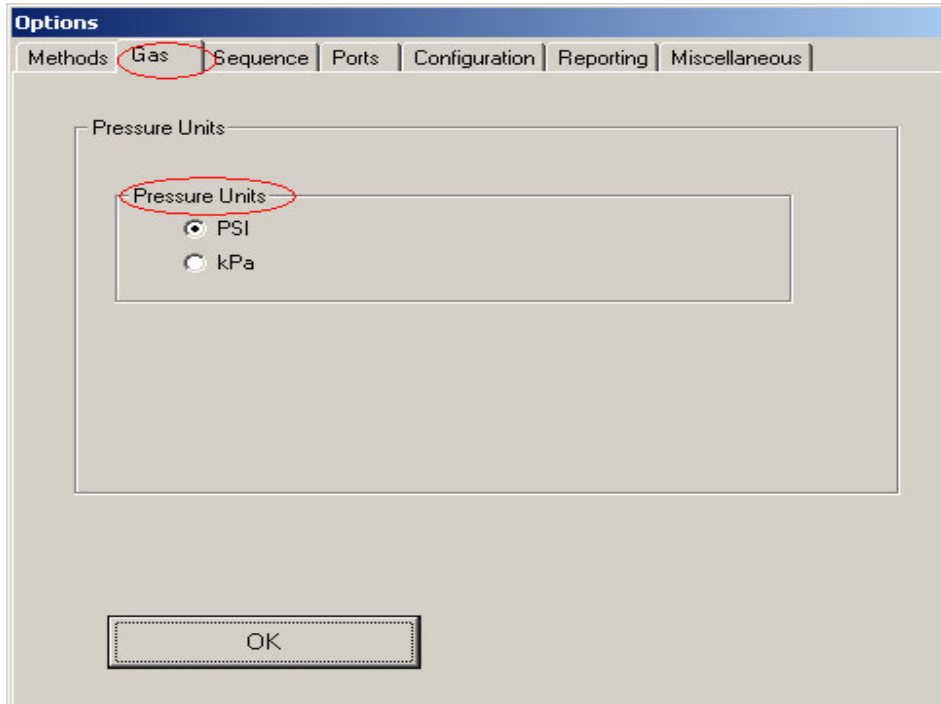 Options
Methods Gas Sequence Ports Configuration Reporting Miscellaneous
Pressure Units
Pressure Units
PSI
kPa
OK